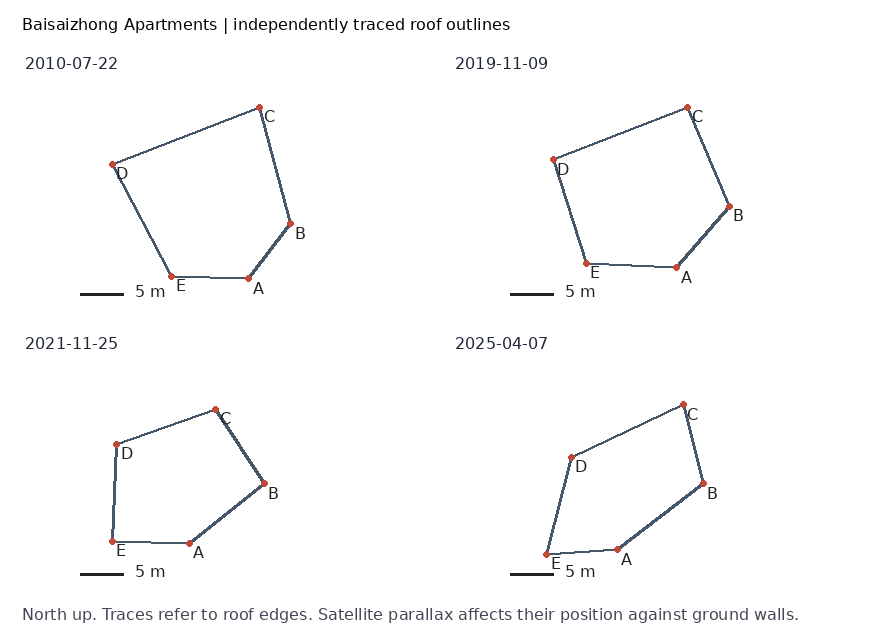 Baisaizhong Apartments | independently traced roof outlines
2010-07-22
2019-11-09
C
D
B
E
A
5 m
C
D
B
E
A
5 m
2021-11-25
2025-04-07
C
D
B
E
A
5 m
C
D
B
E
A
5 m
North up. Traces refer to roof edges. Satellite parallax affects their position against ground walls.